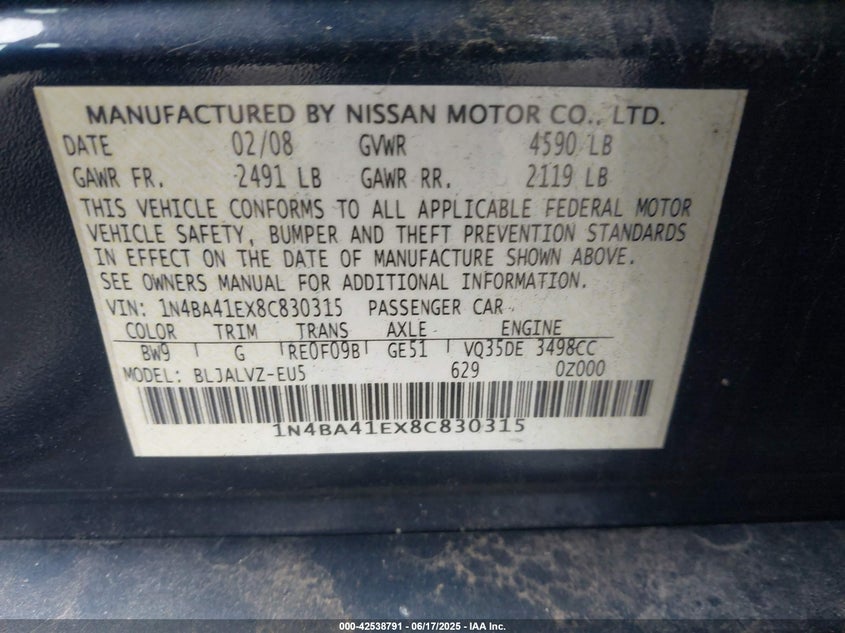 MANUFACTURED BY NISSAN MOTOR CO., LTD.
DATE 02/08 GVWR 4590 LB
GAWR FR. 2491 LB GAWR RR. 2119 LB
THIS VEHICLE CONFORMS TO ALL APPLICABLE FEDERAL MOTOR
VEHICLE SAFETY, BUMPER AND THEFT PREVENTION STANDARDS
IN EFFECT ON THE DATE OF MANUFACTURE SHOWN ABOVE.
SEE OWNERS MANUAL FOR ADDITIONAL INFORMATION.
VIN: 1N4BA41EX8C830315 PASSENGER CAR
COLOR TRIM TRANS AXLE ENGINE
BW9 G RE0F09B GE51 VQ35DE 3498CC
MODEL: BLJALVZ-EU5 629 0Z000
1N4BA41EX8C830315
000-42538791 - 06/17/2025 - IAA Inc.